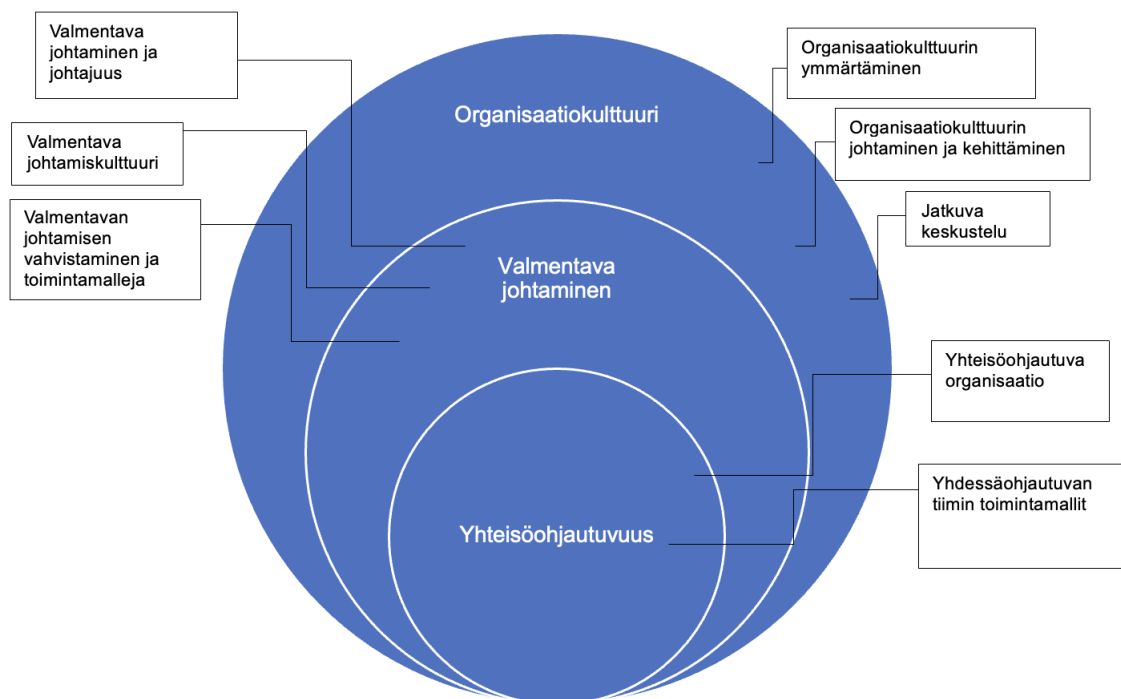 Valmentava
johtaminen ja
johtajuus
Valmentava
johtamiskulttuuri
Valmentavan
johtamisen
vahvistaminen ja
toimintamalleja
Organisaatiokulttuuri
Valmentava
johtaminen
Yhteisöohjautuvuus
Organisaatiokulttuurin
ymmärtäminen
Organisaatiokulttuurin
johtaminen ja kehittäminen
Jatkuva
keskustelu
Yhteisöohjautuva
organisaatio
Yhdessäohjautuvan
tiimin toimintamallit